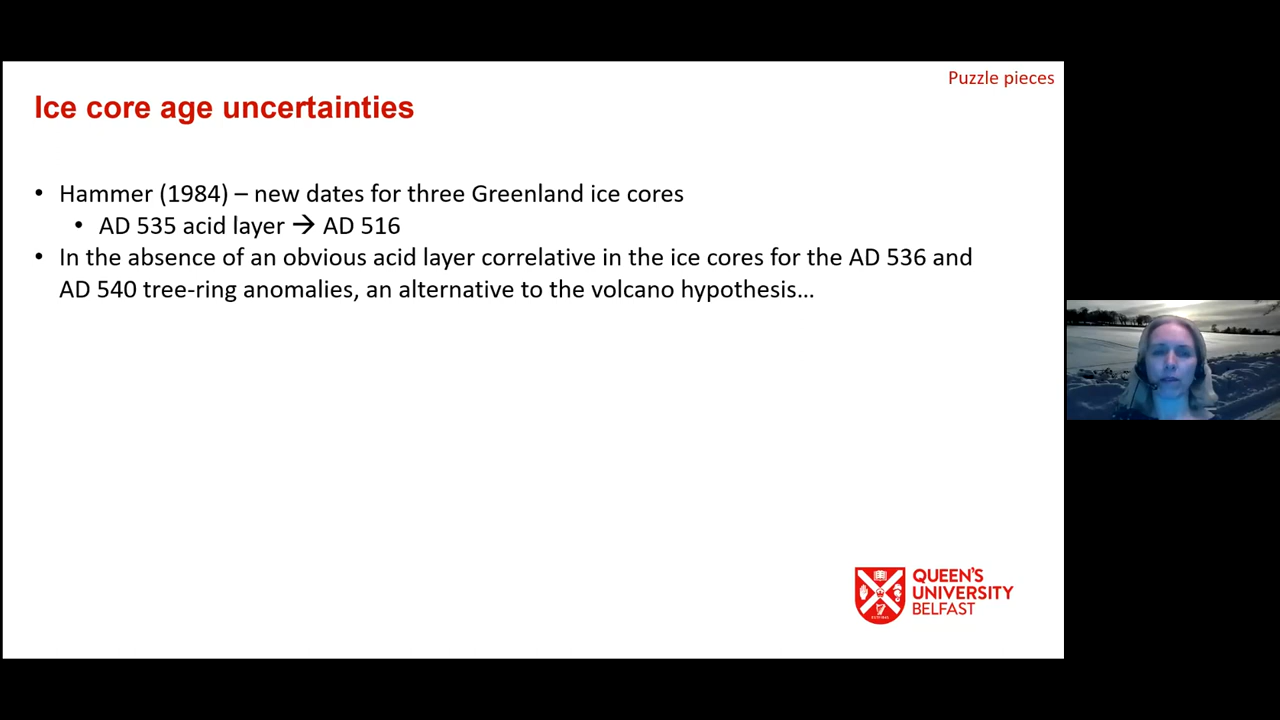 Puzzle pieces
Ice core age uncertainties
• Hammer (1984) – new dates for three Greenland ice cores
• AD 535 acid layer → AD 516
• In the absence of an obvious acid layer correlative in the ice cores for the AD 536 and
AD 540 tree-ring anomalies, an alternative to the volcano hypothesis...
QUEEN'S
UNIVERSITY
BELFAST